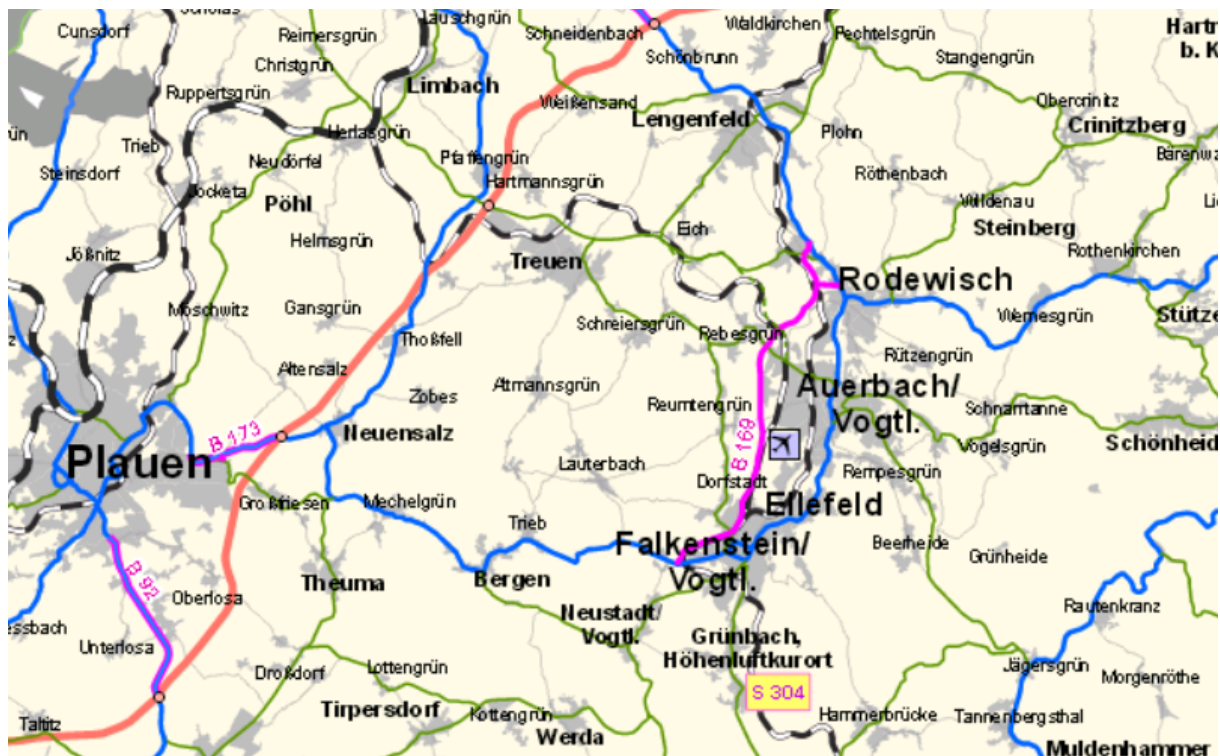 Cunsdorf
Reimersgrün
Lauschgrün
Schneidenbach
Waldkirchen
Pechtelsgrün
Schönbrunn
Stangengrün
b. K
Christgrün
Ruppertsgrün
Limbach
Weißensand
Lengenfeld
Obercrinitz
Crinitzberg
Trieb
Herlasgrün
Plohn
Neudörfel
Pfaffengrün
Bärenwa
Steinsdorf
Jocketa
Hartmannsgrün
Röthenbach
Pöhl
Wildenau
Steinberg
Eich
Helmsgrün
Jößnitz
Treuen
Rothenkirchen
Rodewisch
Möschwitz
Gansgrün
Schreiersgrün
Rebesgrün
Wernesgrün
Stütze
Thoßfell
Rützengrün
Altensalz
Altmannsgrün
Auerbach/
Vogtl.
Zobes
Reumtengrün
Schnarrtanne
B 173
Neuensalz
B 169
Vogelsgrün
Schönheid
Plauen
Lauterbach
Rempesgrün
Dorfstadt
Großfriesen
Mechelgrün
Ellefeld
Trieb
Falkenstein/
Vogtl.
Beerheide
Grünheide
B 92
Theuma
Bergen
Oberlosa
Neustadt/
Vogtl.
Rautenkranz
essbach
Unterlosa
Grünbach,
Höhenluftkurort
Droßdorf
Lottengrün
Jägersgrün
Morgenröthe
S 304
Taltitz
Tirpersdorf
Kottengrün
Werda
Hammerbrücke
Tannenbergsthal
Muldenhammer